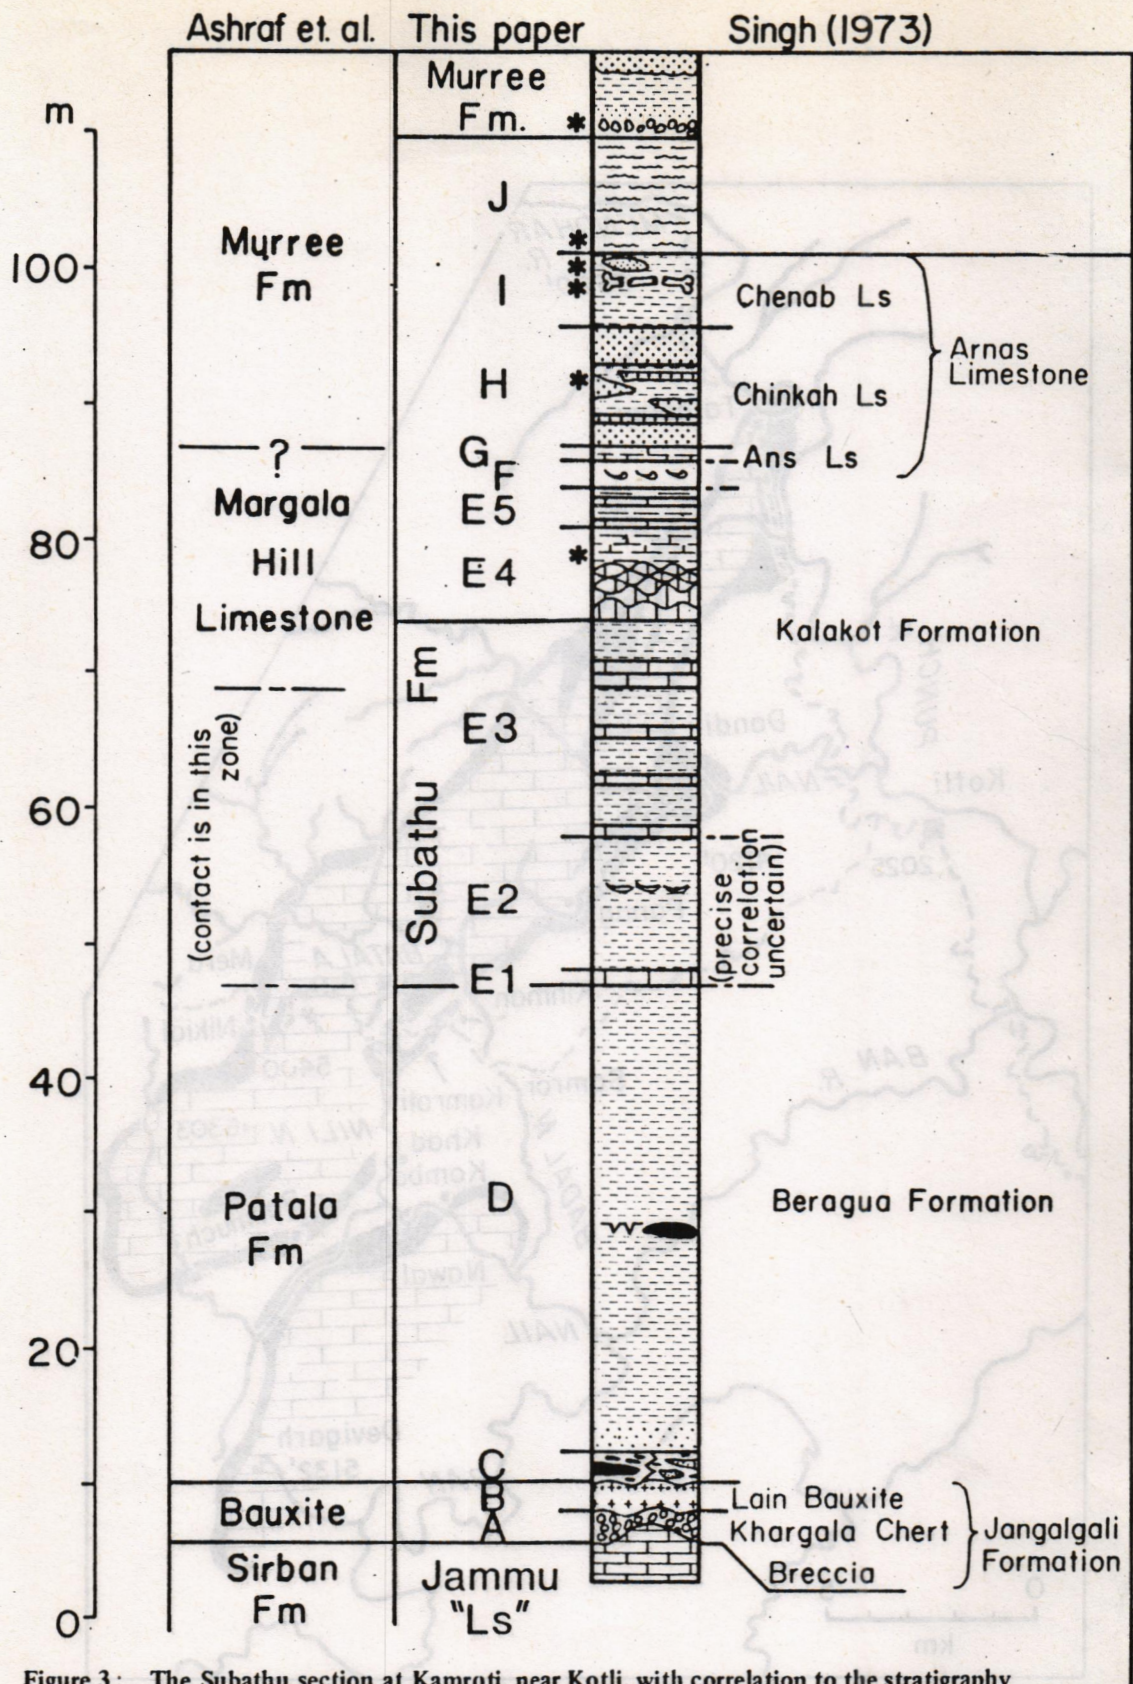 Ashraf et. al. This paper Singh (1973)
m
100
80
60
40
20
0
Murree
Fm
?
Margala
Hill
Limestone
(contact is in this
zone)
Patala
Fm
Bauxite
Sirban
Fm
Murree
Fm.
*
J
*
*
I
*
H
*
G
F
E5
*
E4
Subathu Fm
E3
E2
E1
D
C
B
A
Jammu
"Ls"
Chenab Ls
Chinkah Ls
Ans Ls
Arnas
Limestone
Kalakot Formation
(precise
correlation
uncertain)
Beragua Formation
Lain Bauxite
Khargala Chert
Breccia
Jangalgali
Formation
Figure 3: The Subathu section at Kamroti, near Kotli, with correlation to the stratigraphy